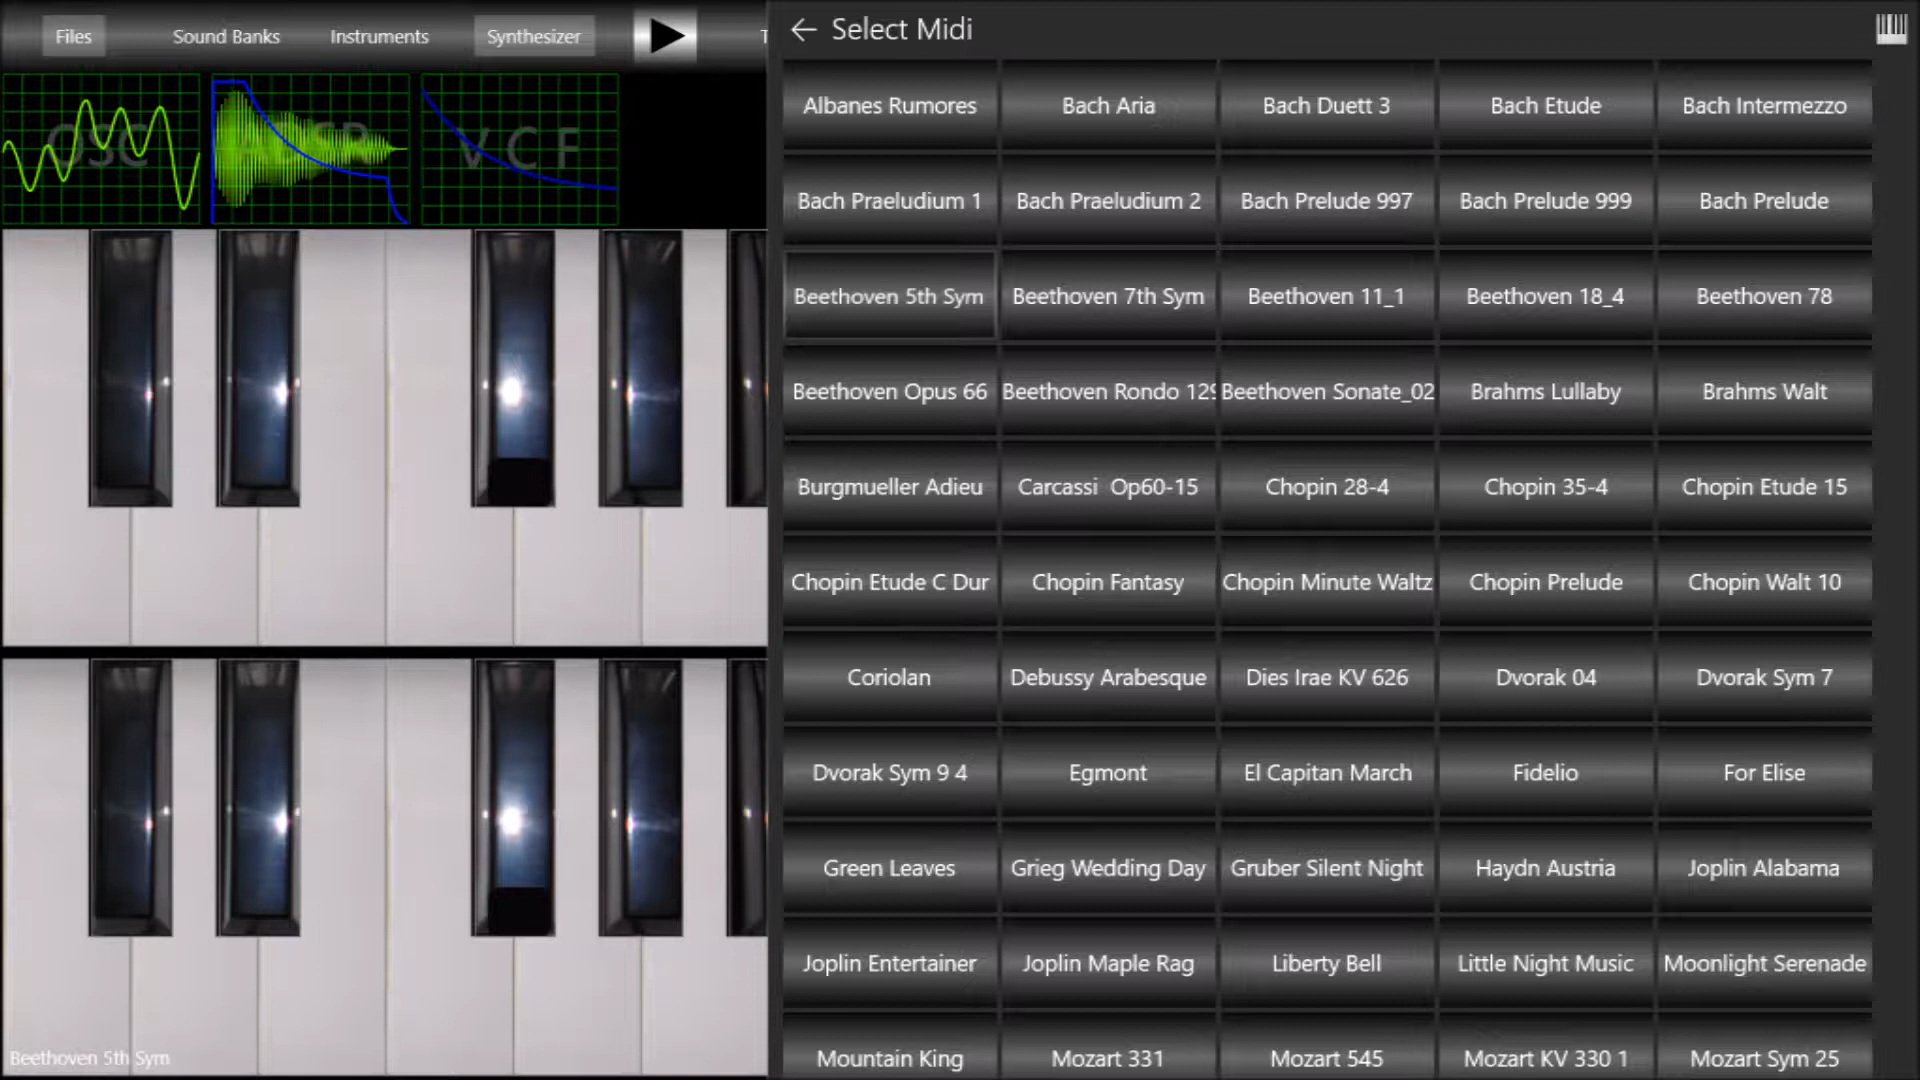 Files Sound Banks Instruments Synthesizer T
← Select Midi
OSC ADSR V C F
Albanes Rumores Bach Aria Bach Duett 3 Bach Etude Bach Intermezzo
Bach Praeludium 1 Bach Praeludium 2 Bach Prelude 997 Bach Prelude 999 Bach Prelude
Beethoven 5th Sym Beethoven 7th Sym Beethoven 11_1 Beethoven 18_4 Beethoven 78
Beethoven Opus 66 Beethoven Rondo 129 Beethoven Sonate_02 Brahms Lullaby Brahms Walt
Burgmueller Adieu Carcassi Op60-15 Chopin 28-4 Chopin 35-4 Chopin Etude 15
Chopin Etude C Dur Chopin Fantasy Chopin Minute Waltz Chopin Prelude Chopin Walt 10
Coriolan Debussy Arabesque Dies Irae KV 626 Dvorak 04 Dvorak Sym 7
Dvorak Sym 9 4 Egmont El Capitan March Fidelio For Elise
Green Leaves Grieg Wedding Day Gruber Silent Night Haydn Austria Joplin Alabama
Joplin Entertainer Joplin Maple Rag Liberty Bell Little Night Music Moonlight Serenade
Mountain King Mozart 331 Mozart 545 Mozart KV 330 1 Mozart Sym 25
Beethoven 5th Sym